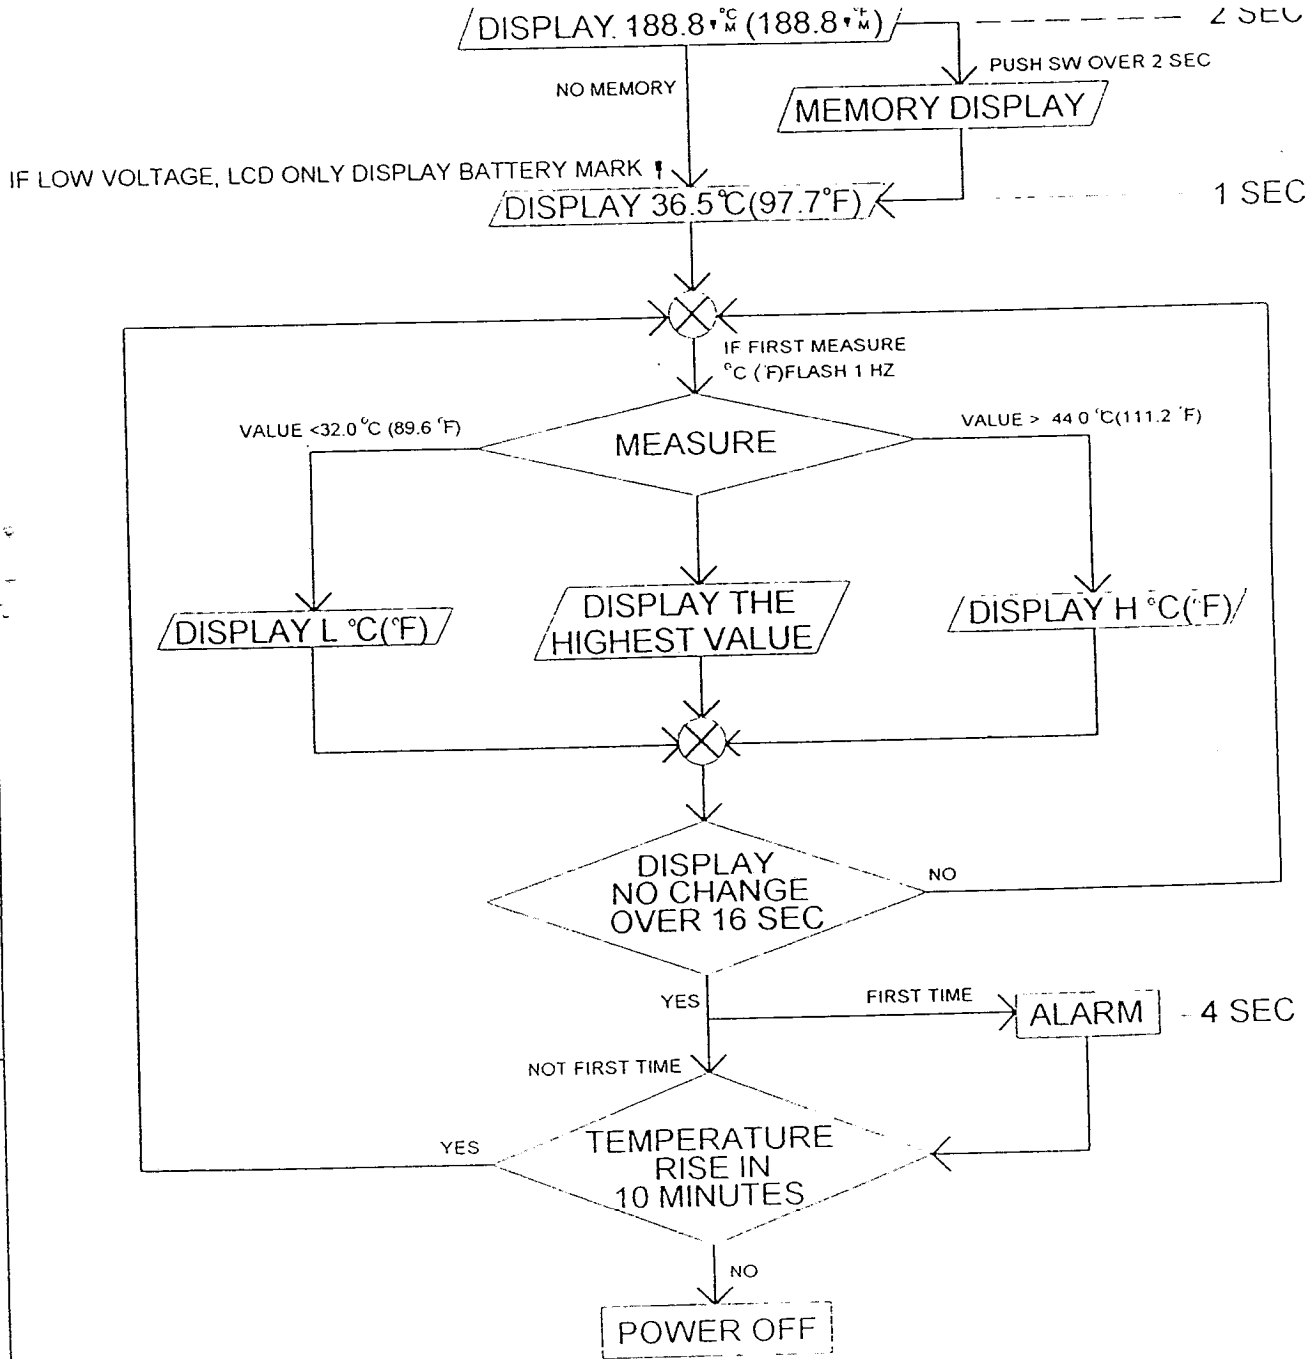 DISPLAY. 188.8 °C M (188.8 °F M)
2 SEC
PUSH SW OVER 2 SEC
NO MEMORY
MEMORY DISPLAY
IF LOW VOLTAGE, LCD ONLY DISPLAY BATTERY MARK
DISPLAY 36.5°C(97.7°F)
1 SEC
IF FIRST MEASURE
°C (°F)FLASH 1 HZ
VALUE <32.0 °C (89.6 °F)
VALUE > 44.0 °C(111.2 °F)
MEASURE
DISPLAY L °C(°F)
DISPLAY THE
HIGHEST VALUE
DISPLAY H °C(°F)
DISPLAY
NO CHANGE
OVER 16 SEC
NO
YES
FIRST TIME
ALARM
4 SEC
NOT FIRST TIME
YES
TEMPERATURE
RISE IN
10 MINUTES
NO
POWER OFF